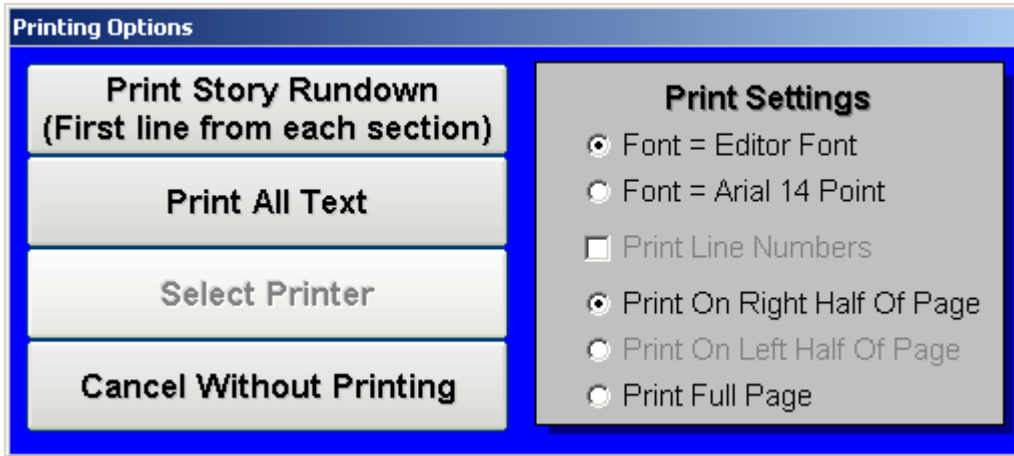 Printing Options
Print Story Rundown
(First line from each section)
Print All Text
Select Printer
Cancel Without Printing
Print Settings
Font = Editor Font
Font = Arial 14 Point
Print Line Numbers
Print On Right Half Of Page
Print On Left Half Of Page
Print Full Page